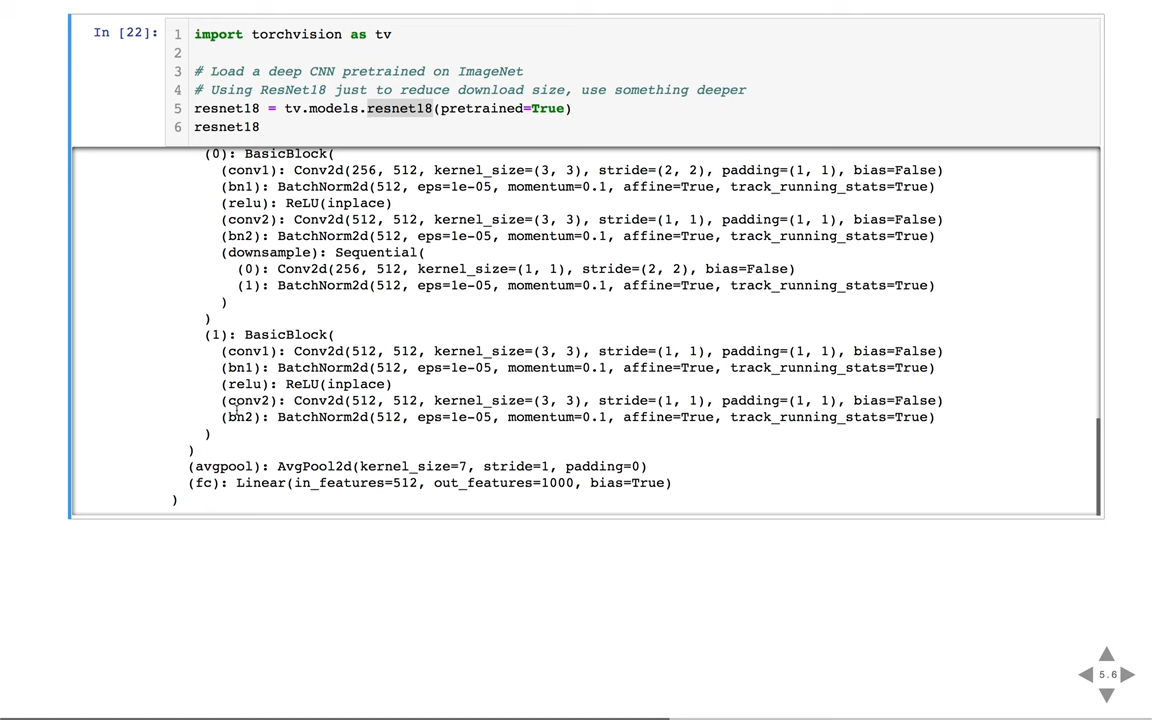 In [22]:
1 import torchvision as tv
2
3 # Load a deep CNN pretrained on ImageNet
4 # Using ResNet18 just to reduce download size, use something deeper
5 resnet18 = tv.models.resnet18(pretrained=True)
6 resnet18
(0): BasicBlock(
(conv1): Conv2d(256, 512, kernel_size=(3, 3), stride=(2, 2), padding=(1, 1), bias=False)
(bn1): BatchNorm2d(512, eps=1e-05, momentum=0.1, affine=True, track_running_stats=True)
(relu): ReLU(inplace)
(conv2): Conv2d(512, 512, kernel_size=(3, 3), stride=(1, 1), padding=(1, 1), bias=False)
(bn2): BatchNorm2d(512, eps=1e-05, momentum=0.1, affine=True, track_running_stats=True)
(downsample): Sequential(
(0): Conv2d(256, 512, kernel_size=(1, 1), stride=(2, 2), bias=False)
(1): BatchNorm2d(512, eps=1e-05, momentum=0.1, affine=True, track_running_stats=True)
)
)
(1): BasicBlock(
(conv1): Conv2d(512, 512, kernel_size=(3, 3), stride=(1, 1), padding=(1, 1), bias=False)
(bn1): BatchNorm2d(512, eps=1e-05, momentum=0.1, affine=True, track_running_stats=True)
(relu): ReLU(inplace)
(conv2): Conv2d(512, 512, kernel_size=(3, 3), stride=(1, 1), padding=(1, 1), bias=False)
(bn2): BatchNorm2d(512, eps=1e-05, momentum=0.1, affine=True, track_running_stats=True)
)
)
(avgpool): AvgPool2d(kernel_size=7, stride=1, padding=0)
(fc): Linear(in_features=512, out_features=1000, bias=True)
)
5.6